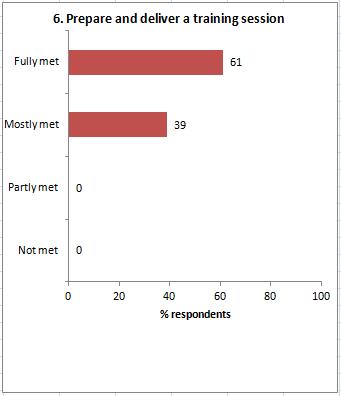 6. Prepare and deliver a training session
Fully met 61
Mostly met 39
Partly met 0
Not met 0
0 20 40 60 80 100
% respondents